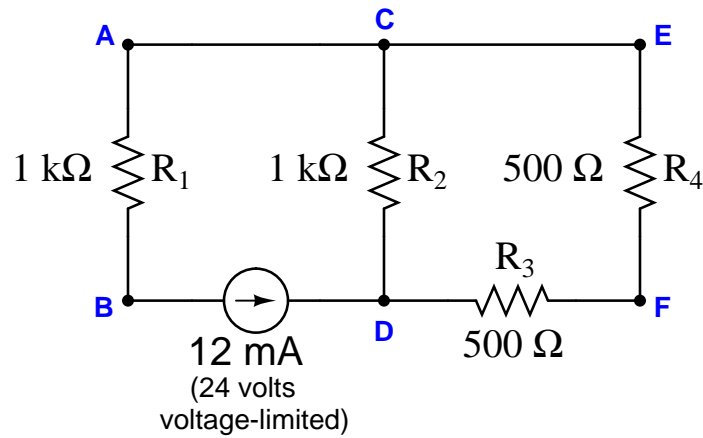 A C E
1 kΩ R₁ 1 kΩ R₂ 500 Ω R₄
R₃
B D F
12 mA 500 Ω
(24 volts
voltage-limited)